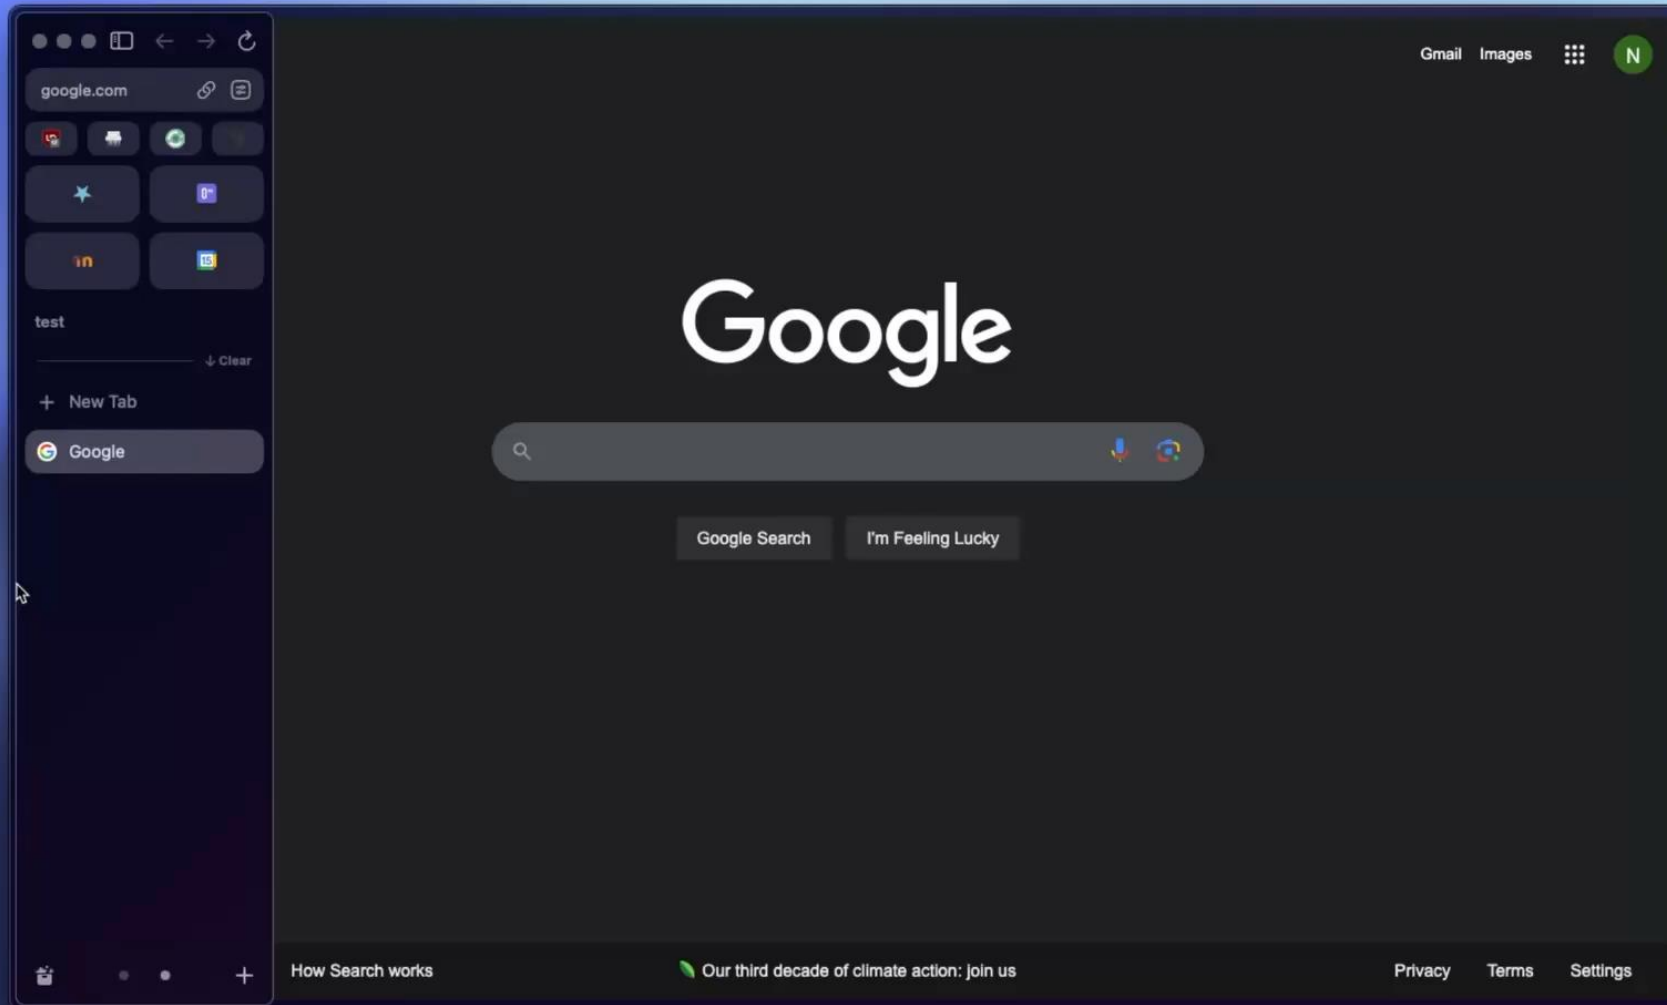 Gmail Images N
google.com
15
test
Clear
New Tab
Google
Google
Google Search I'm Feeling Lucky
How Search works
Our third decade of climate action: join us
Privacy Terms Settings